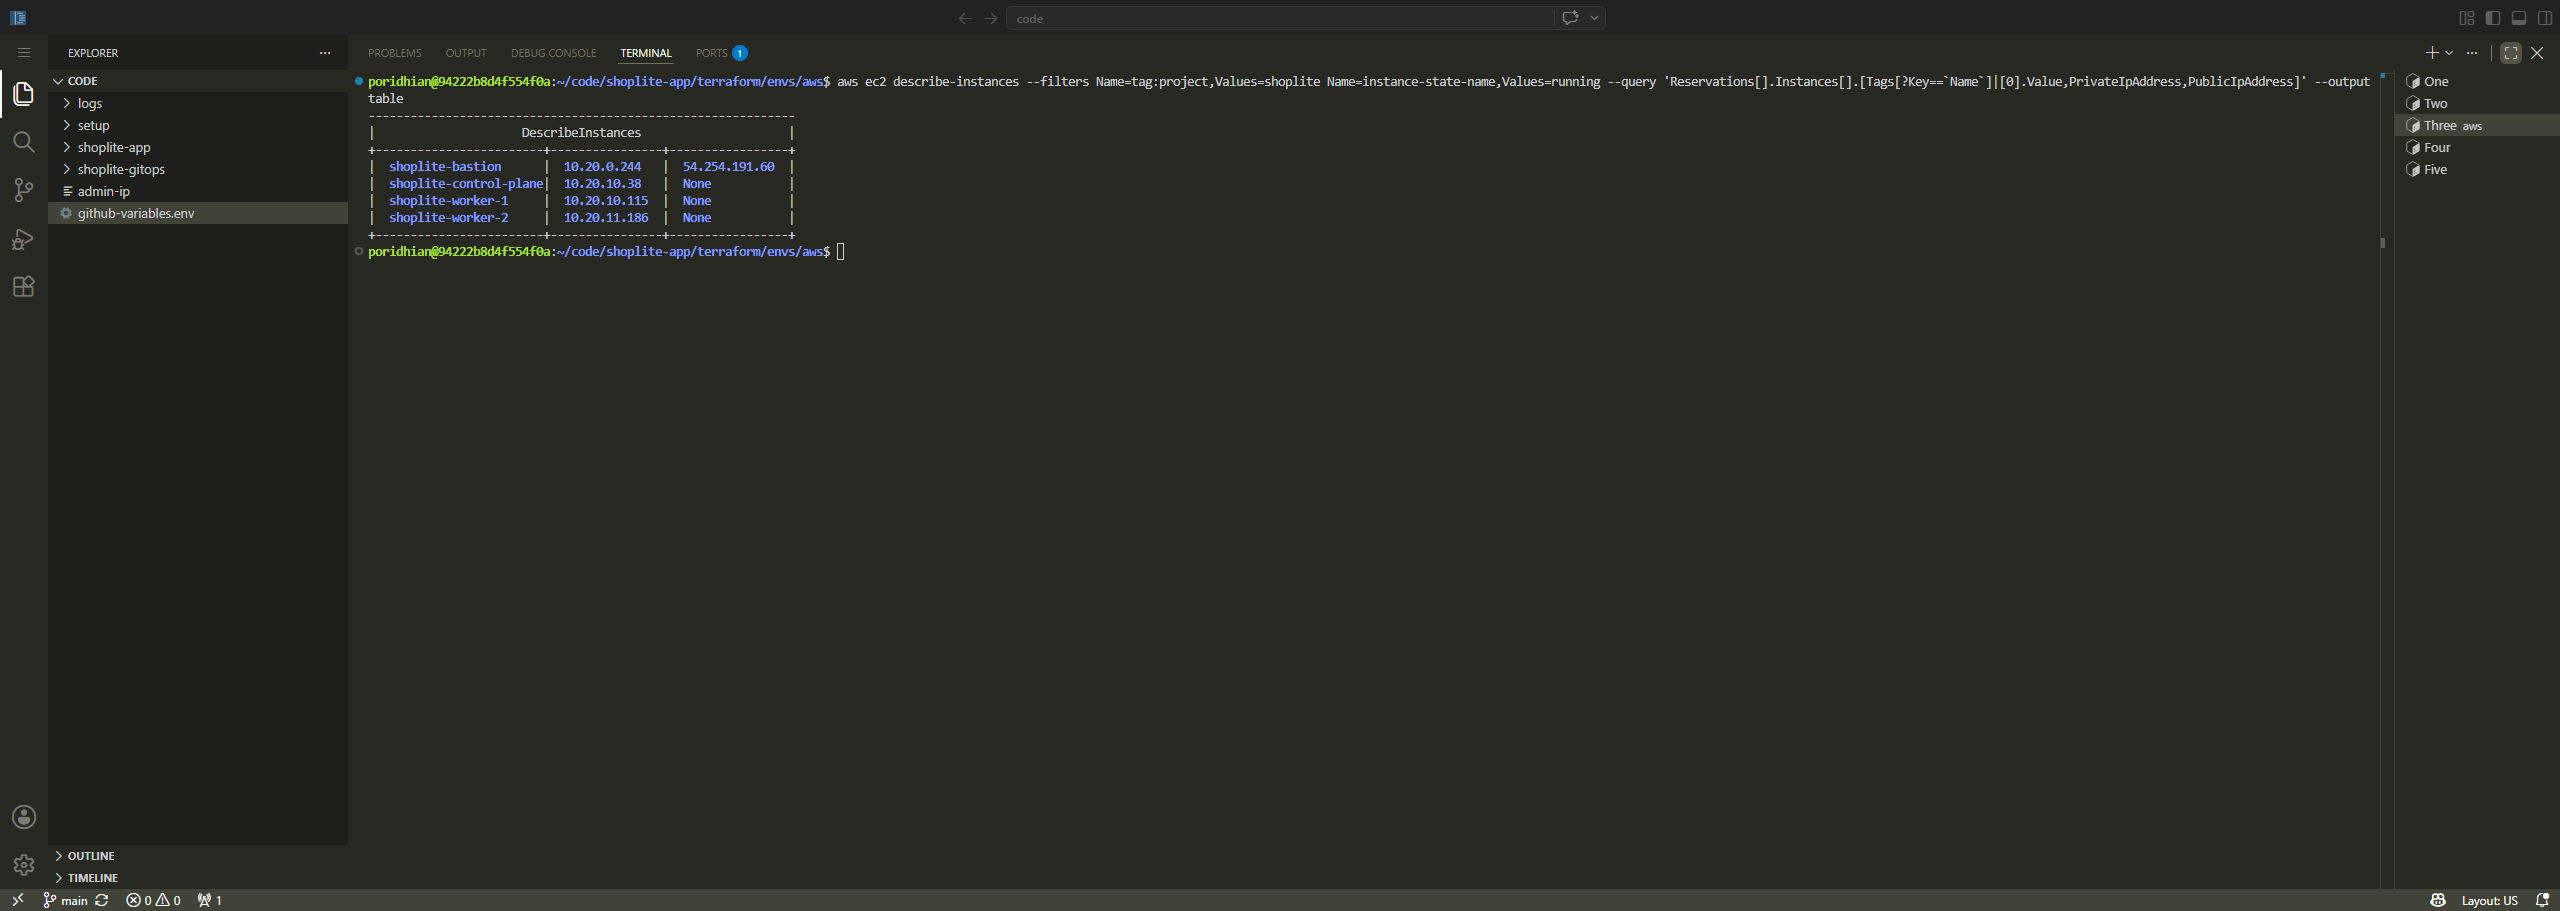 code
EXPLORER
CODE
logs
setup
shoplite-app
shoplite-gitops
admin-ip
github-variables.env
OUTLINE
TIMELINE
PROBLEMS OUTPUT DEBUG CONSOLE TERMINAL PORTS 1
poridhian@94222b8d4f554f0a:~/code/shoplite-app/terraform/envs/aws$ aws ec2 describe-instances --filters Name=tag:project,Values=shoplite Name=instance-state-name,Values=running --query 'Reservations[].Instances[].[Tags[?Key==`Name`]|[0].Value,PrivateIpAddress,PublicIpAddress]' --output
table
-------------------------------------------------------------
|                     DescribeInstances                     |
+------------------------+----------------+-----------------+
|  shoplite-bastion      |  10.20.0.244   |  54.254.191.60  |
|  shoplite-control-plane|  10.20.10.38   |  None           |
|  shoplite-worker-1     |  10.20.10.115  |  None           |
|  shoplite-worker-2     |  10.20.11.186  |  None           |
+------------------------+----------------+-----------------+
poridhian@94222b8d4f554f0a:~/code/shoplite-app/terraform/envs/aws$
One
Two
Three aws
Four
Five
main 0 0 1
Layout: US